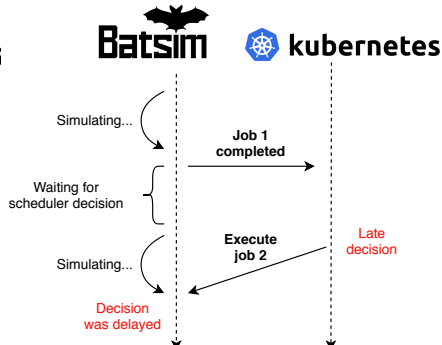 Batsim
kubernetes
Simulating...
Job 1
completed
Waiting for
scheduler decision
Execute
job 2
Late
decision
Simulating...
Decision
was delayed